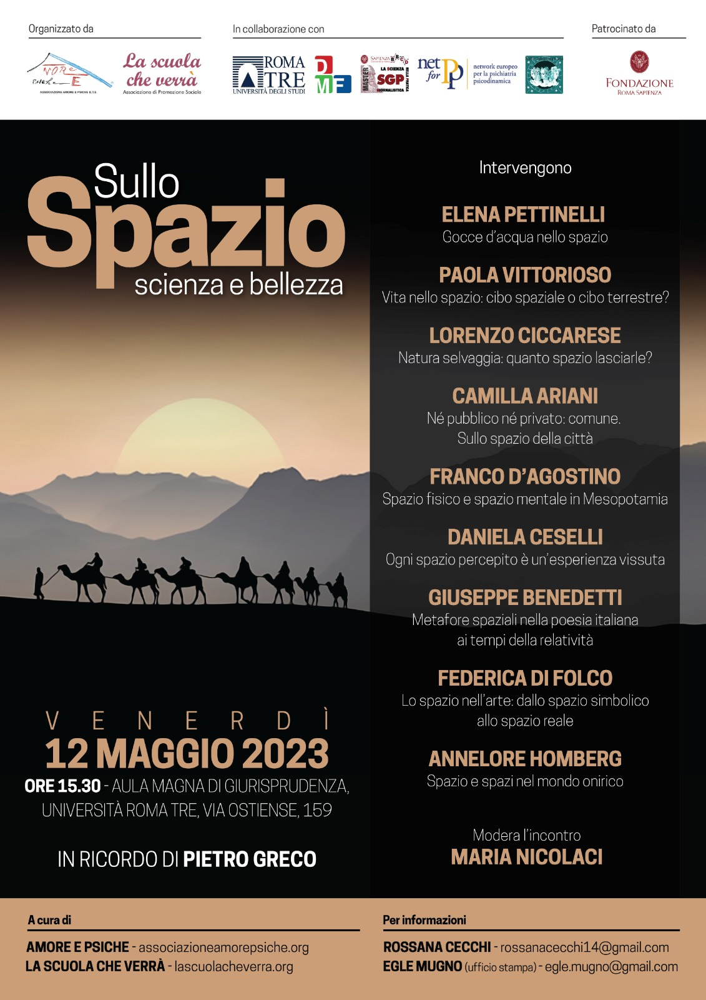 Organizzato da
In collaborazione con
Patrocinato da
AMORE
PSICHE
ASSOCIAZIONE AMORE E PSICHE E.T.S.
La scuola
che verrà
Associazione di Promozione Sociale
ROMA
TRE
UNIVERSITÀ DEGLI STUDI
D
MF
SAPIENZA
BBCD
MASTER
LA SCIENZA
NELLA PRATICA
SGP
GIORNALISTICA
net
for
PP
network europeo
per la psichiatria
psicodinamica
FONDAZIONE
ROMA SAPIENZA
Sullo
Spazio
scienza e bellezza
VENERDÌ
12 MAGGIO 2023
ORE 15.30 - AULA MAGNA DI GIURISPRUDENZA,
UNIVERSITÀ ROMA TRE, VIA OSTIENSE, 159
IN RICORDO DI PIETRO GRECO
Intervengono
ELENA PETTINELLI
Gocce d’acqua nello spazio
PAOLA VITTORIOSO
Vita nello spazio: cibo spaziale o cibo terrestre?
LORENZO CICCARESE
Natura selvaggia: quanto spazio lasciarle?
CAMILLA ARIANI
Né pubblico né privato: comune.
Sullo spazio della città
FRANCO D’AGOSTINO
Spazio fisico e spazio mentale in Mesopotamia
DANIELA CESELLI
Ogni spazio percepito è un’esperienza vissuta
GIUSEPPE BENEDETTI
Metafore spaziali nella poesia italiana
ai tempi della relatività
FEDERICA DI FOLCO
Lo spazio nell’arte: dallo spazio simbolico
allo spazio reale
ANNELORE HOMBERG
Spazio e spazi nel mondo onirico
Modera l’incontro
MARIA NICOLACI
A cura di
AMORE E PSICHE - associazioneamorepsiche.org
LA SCUOLA CHE VERRÀ - lascuolacheverra.org
Per informazioni
ROSSANA CECCHI - rossanacecchi14@gmail.com
EGLE MUGNO (ufficio stampa) - egle.mugno@gmail.com